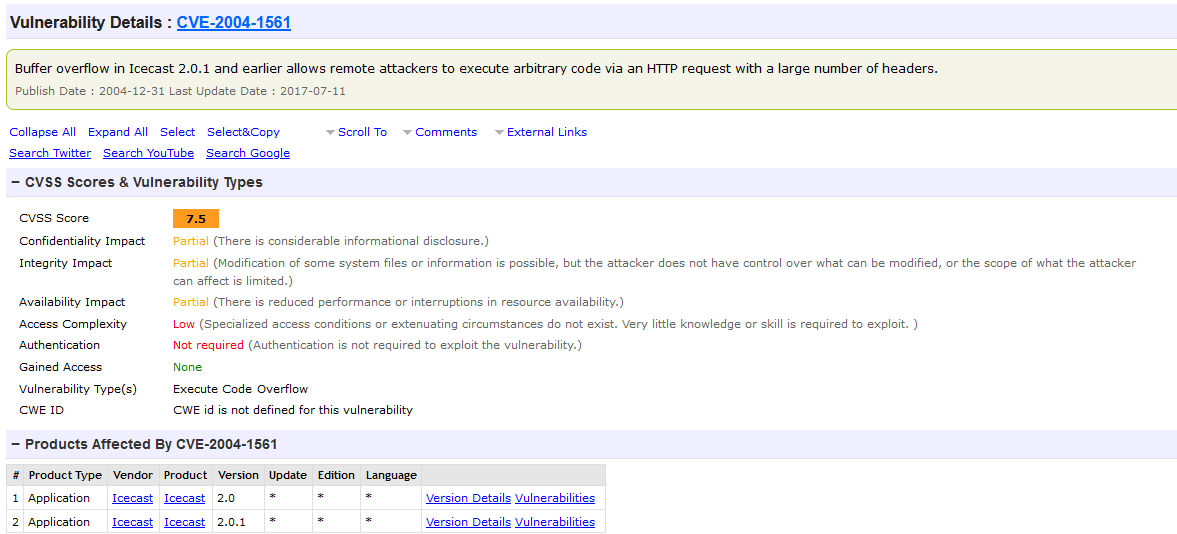 Vulnerability Details : CVE-2004-1561
Buffer overflow in Icecast 2.0.1 and earlier allows remote attackers to execute arbitrary code via an HTTP request with a large number of headers.
Publish Date : 2004-12-31 Last Update Date : 2017-07-11
Collapse All Expand All Select Select&Copy Scroll To Comments External Links
Search Twitter Search YouTube Search Google
− CVSS Scores & Vulnerability Types
CVSS Score 7.5
Confidentiality Impact Partial (There is considerable informational disclosure.)
Integrity Impact Partial (Modification of some system files or information is possible, but the attacker does not have control over what can be modified, or the scope of what the attacker
can affect is limited.)
Availability Impact Partial (There is reduced performance or interruptions in resource availability.)
Access Complexity Low (Specialized access conditions or extenuating circumstances do not exist. Very little knowledge or skill is required to exploit. )
Authentication Not required (Authentication is not required to exploit the vulnerability.)
Gained Access None
Vulnerability Type(s) Execute Code Overflow
CWE ID CWE id is not defined for this vulnerability
− Products Affected By CVE-2004-1561
# Product Type Vendor Product Version Update Edition Language
1 Application Icecast Icecast 2.0 * * * Version Details Vulnerabilities
2 Application Icecast Icecast 2.0.1 * * * Version Details Vulnerabilities